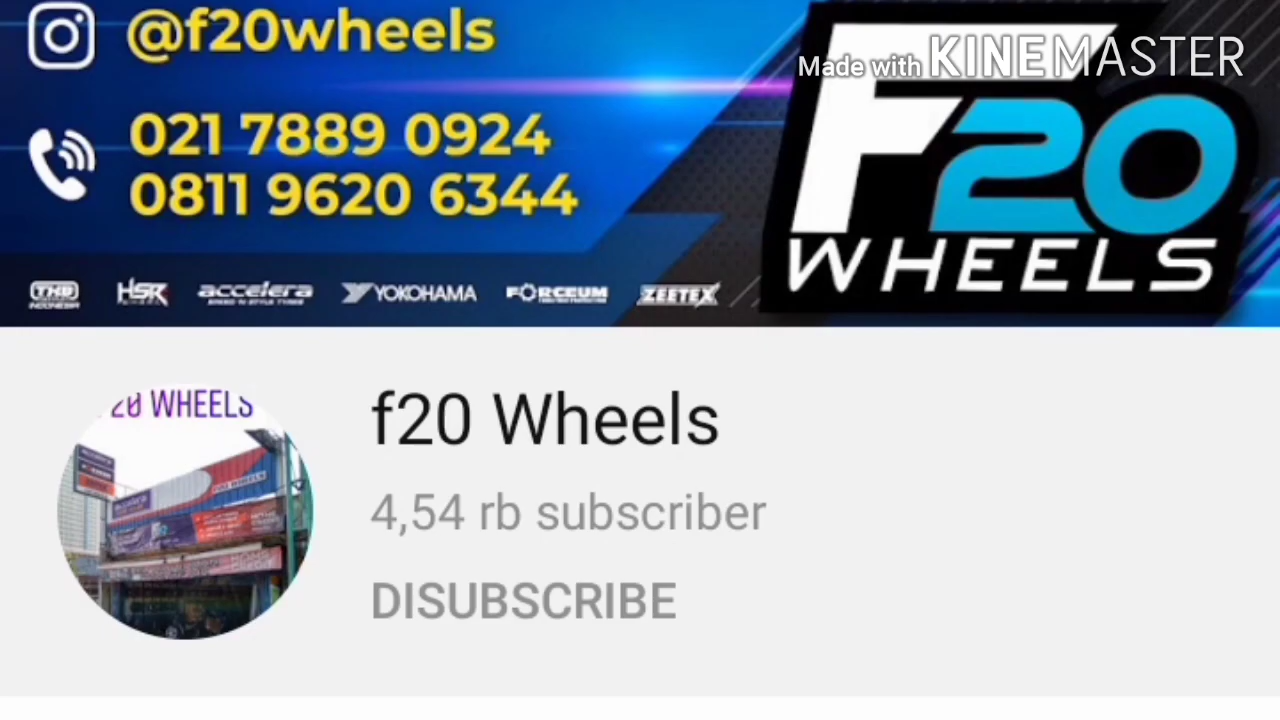 @f20wheels
Made with KINEMASTER
021 7889 0924
0811 9620 6344
F20
WHEELS
HSR
accelera
YOKOHAMA
FORCEUM
ZEETEX
20 WHEELS
f20 Wheels
4,54 rb subscriber
DISUBSCRIBE